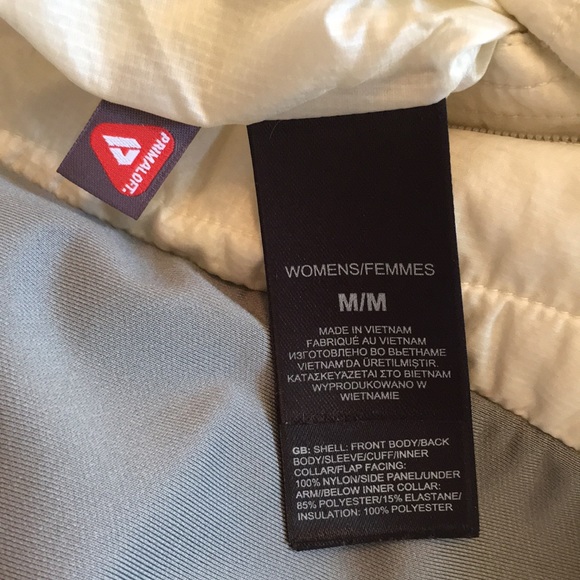 PRIMALOFT®
WOMENS/FEMMES
M/M
MADE IN VIETNAM
FABRIQUÉ AU VIETNAM
ИЗГОТОВЛЕНО ВО ВЬЕТНАМЕ
VIETNAM'DA ÜRETILMIŞTIR.
ΚΑΤΑΣΚΕΥΆΖΕΤΑΙ ΣΤΟ ΒΙΕΤΝΑΜ
WYPRODUKOWANO W
WIETNAMIE
GB: SHELL: FRONT BODY/BACK
BODY/SLEEVE/CUFF/INNER
COLLAR/FLAP FACING:
100% NYLON/SIDE PANEL/UNDER
ARM//BELOW INNER COLLAR:
85% POLYESTER/15% ELASTANE/
INSULATION: 100% POLYESTER